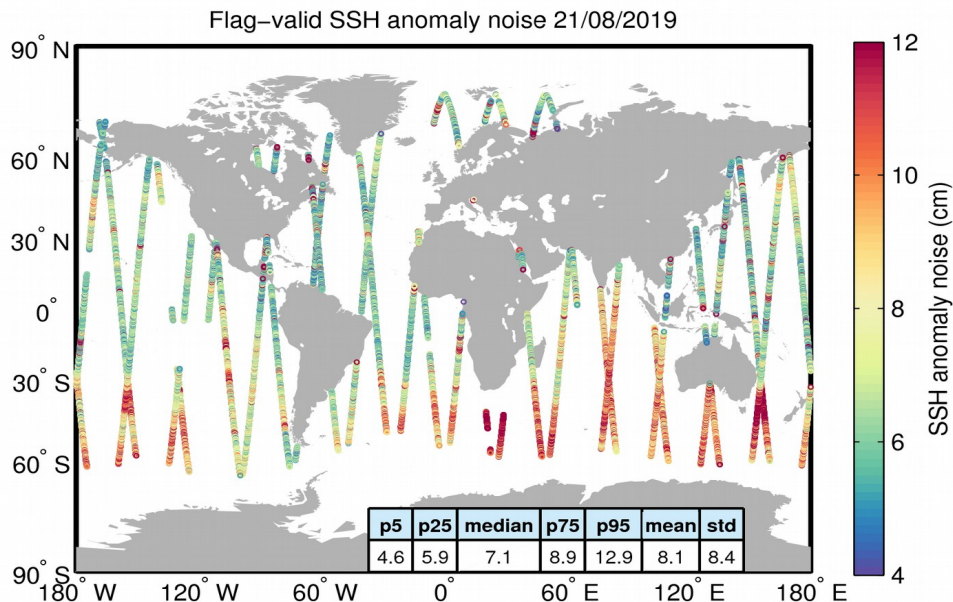 Flag−valid SSH anomaly noise 21/08/2019
90° N
60° N
30° N
0°
30° S
60° S
90° S
180° W
120° W
60° W
0°
60° E
120° E
180° E
p5 p25 median p75 p95 mean std
4.6 5.9 7.1 8.9 12.9 8.1 8.4
12
10
8
6
4
SSH anomaly noise (cm)